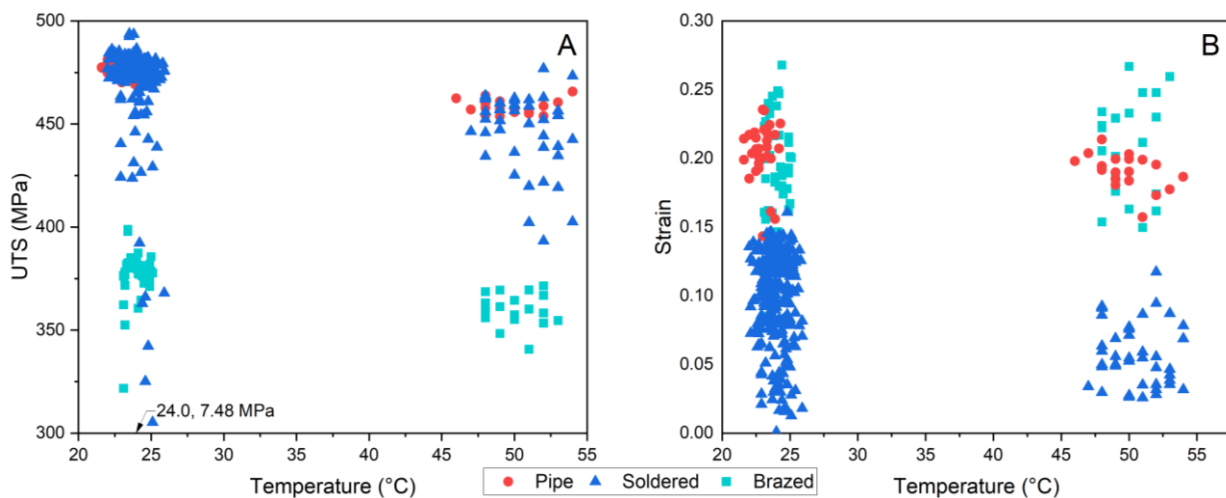 A
UTS (MPa)
500
450
400
350
300
24.0, 7.48 MPa
20 25 30 35 40 45 50 55
Temperature (°C)
B
Strain
0.30
0.25
0.20
0.15
0.10
0.05
0.00
20 25 30 35 40 45 50 55
Temperature (°C)
Pipe Soldered Brazed